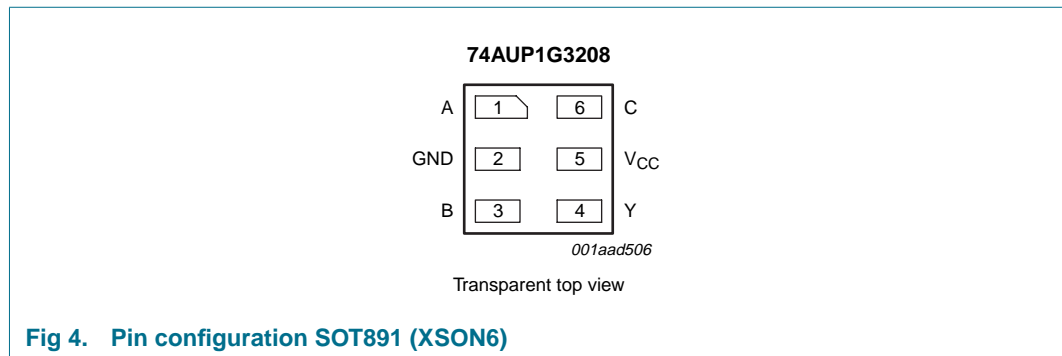 74AUP1G3208
A 1 6 C
GND 2 5 VCC
B 3 4 Y
001aad506
Transparent top view
Fig 4. Pin configuration SOT891 (XSON6)